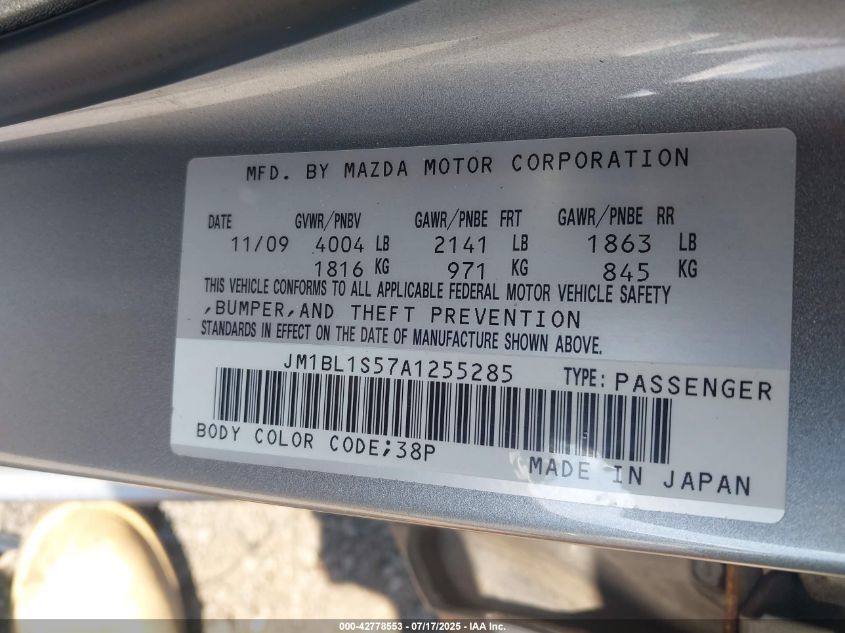 MFD. BY MAZDA MOTOR CORPORATION
DATE GVWR/PNBV GAWR/PNBE FRT GAWR/PNBE RR
11/09 4004 LB 2141 LB 1863 LB
1816 KG 971 KG 845 KG
THIS VEHICLE CONFORMS TO ALL APPLICABLE FEDERAL MOTOR VEHICLE SAFETY
,BUMPER,AND THEFT PREVENTION
STANDARDS IN EFFECT ON THE DATE OF MANUFACTURE SHOWN ABOVE.
JM1BL1S57A1255285 TYPE: PASSENGER
BODY COLOR CODE;38P
MADE IN JAPAN
000-42778553 - 07/17/2025 - IAA Inc.